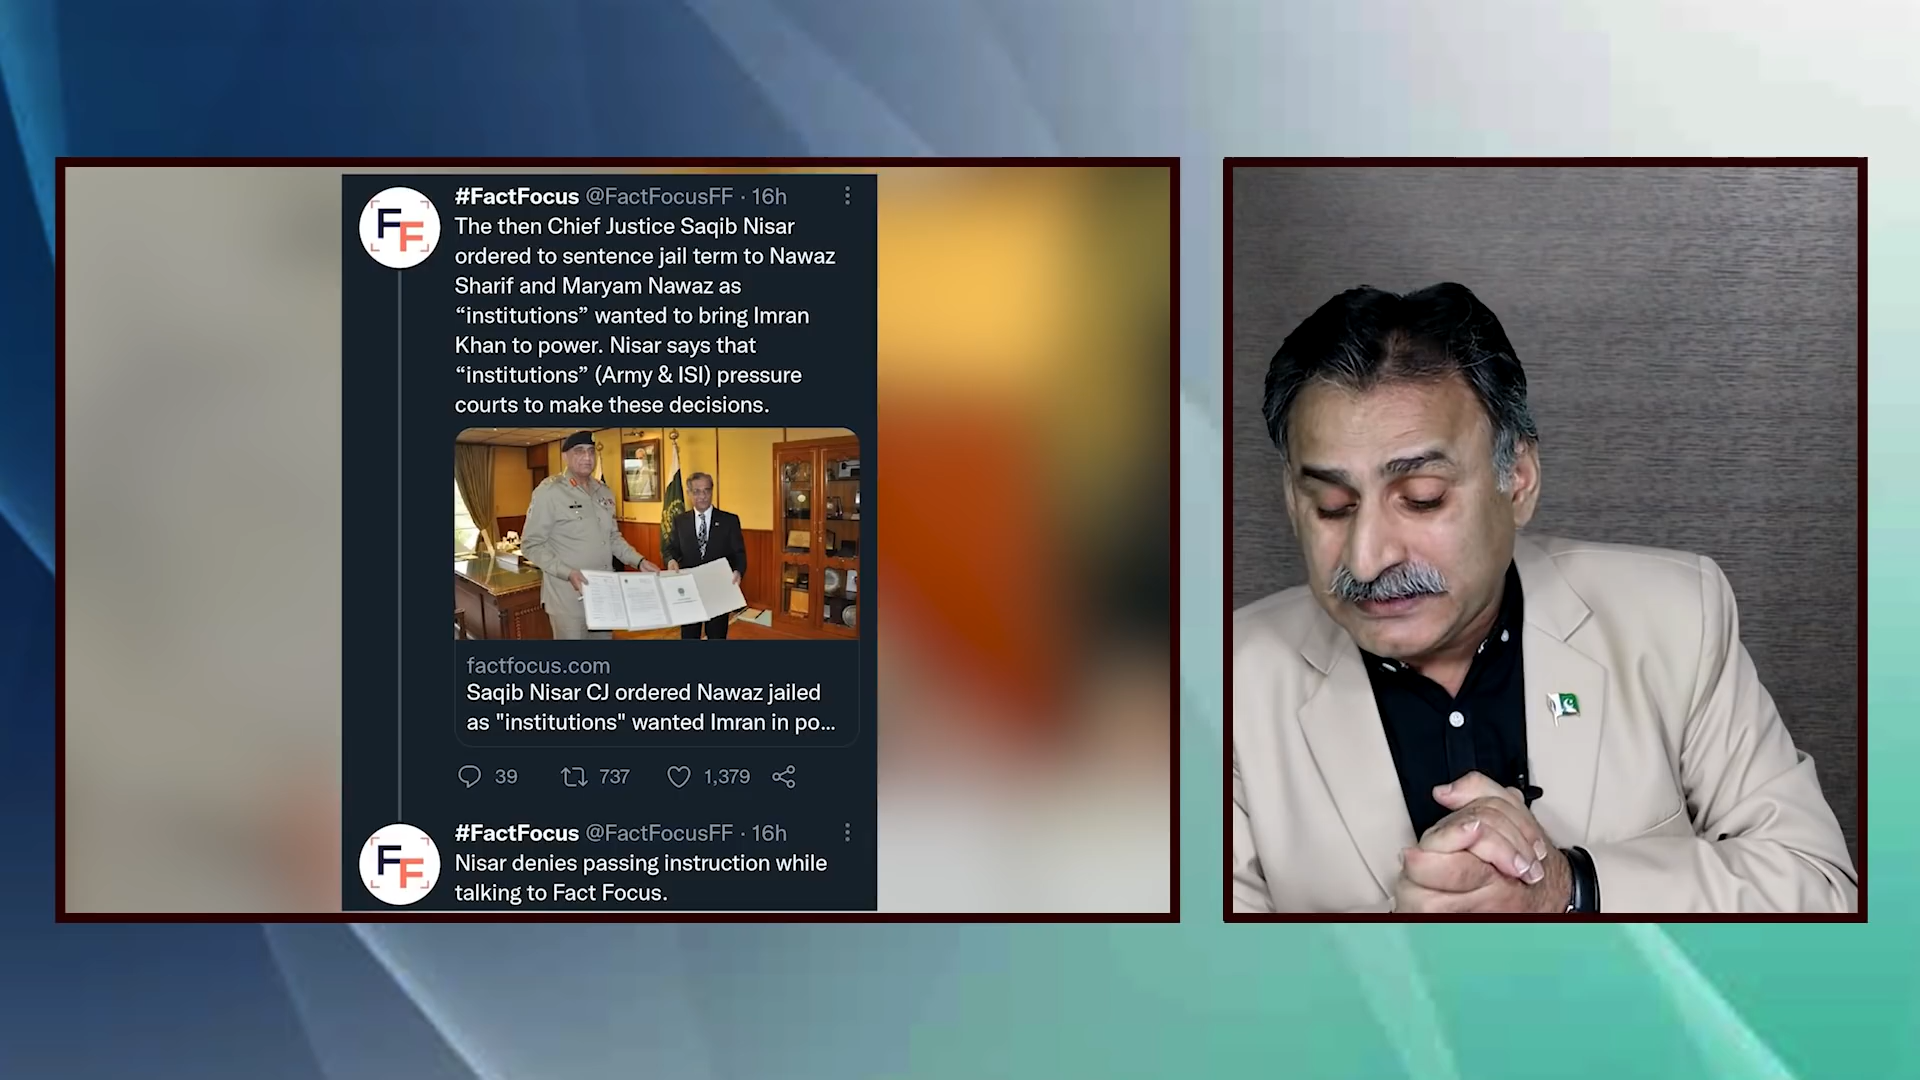 #FactFocus @FactFocusFF · 16h
The then Chief Justice Saqib Nisar
ordered to sentence jail term to Nawaz
Sharif and Maryam Nawaz as
“institutions” wanted to bring Imran
Khan to power. Nisar says that
“institutions” (Army & ISI) pressure
courts to make these decisions.
factfocus.com
Saqib Nisar CJ ordered Nawaz jailed
as "institutions" wanted Imran in po...
39 737 1,379
#FactFocus @FactFocusFF · 16h
Nisar denies passing instruction while
talking to Fact Focus.
FF
FF